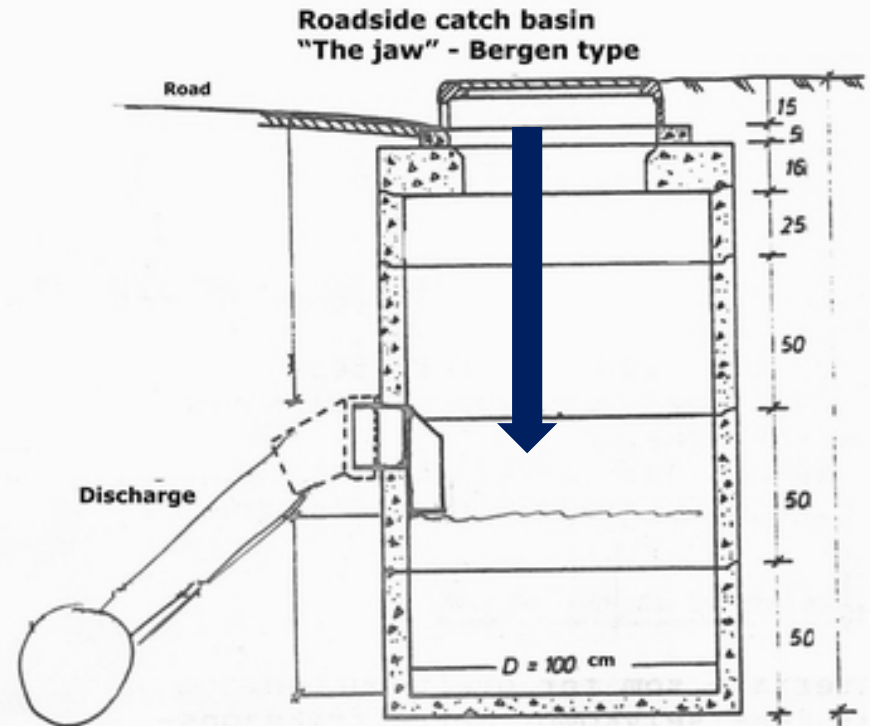 Roadside catch basin
"The jaw" - Bergen type
Road
15
5
16
25
50
Discharge
50
50
D = 100 cm